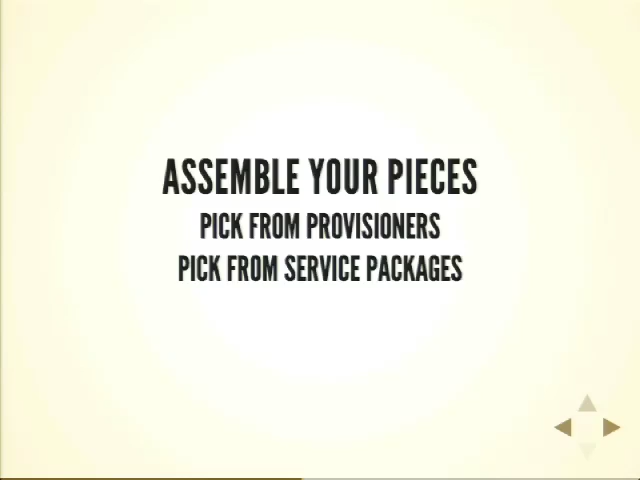 ASSEMBLE YOUR PIECES
PICK FROM PROVISIONERS
PICK FROM SERVICE PACKAGES